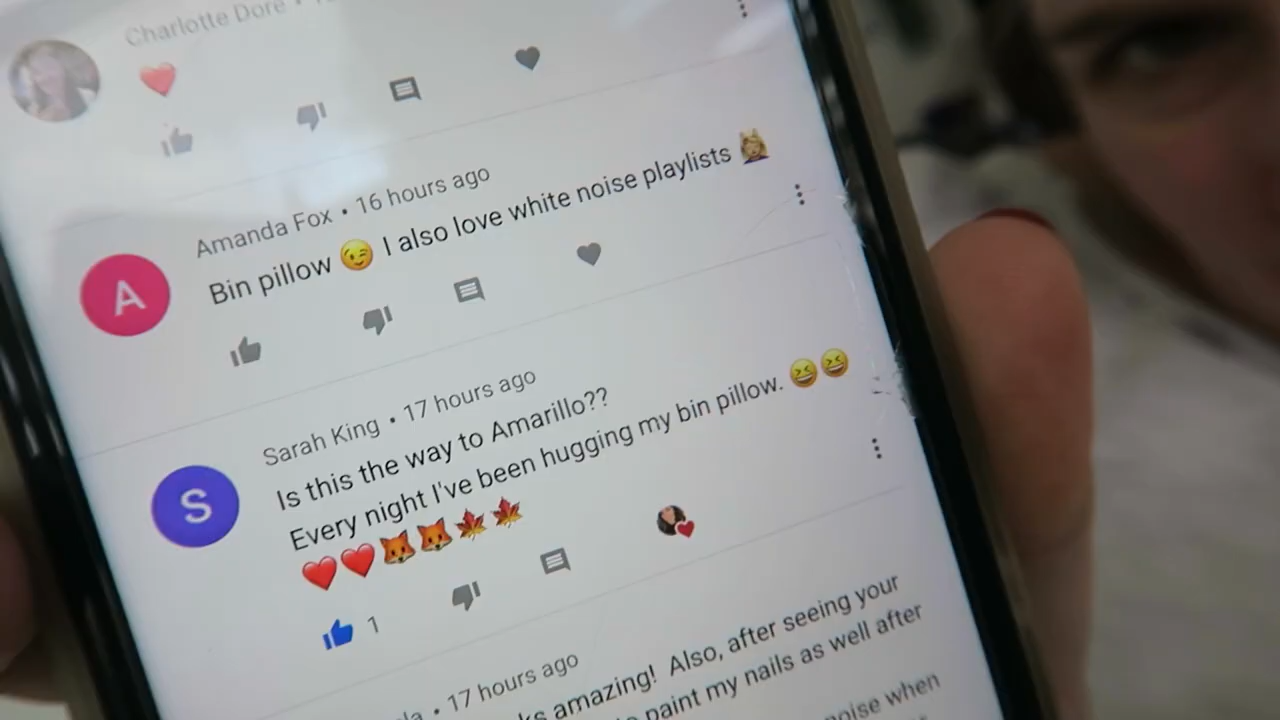 Charlotte Dore •
Amanda Fox • 16 hours ago
Bin pillow 😉 I also love white noise playlists 💆🏼‍♀️
A
Sarah King • 17 hours ago
Is this the way to Amarillo??
Every night I've been hugging my bin pillow. 😆😆
❤️❤️🦊🦊🍁🍁
S
1
• 17 hours ago
amazing! Also, after seeing your
paint my nails as well after
noise when